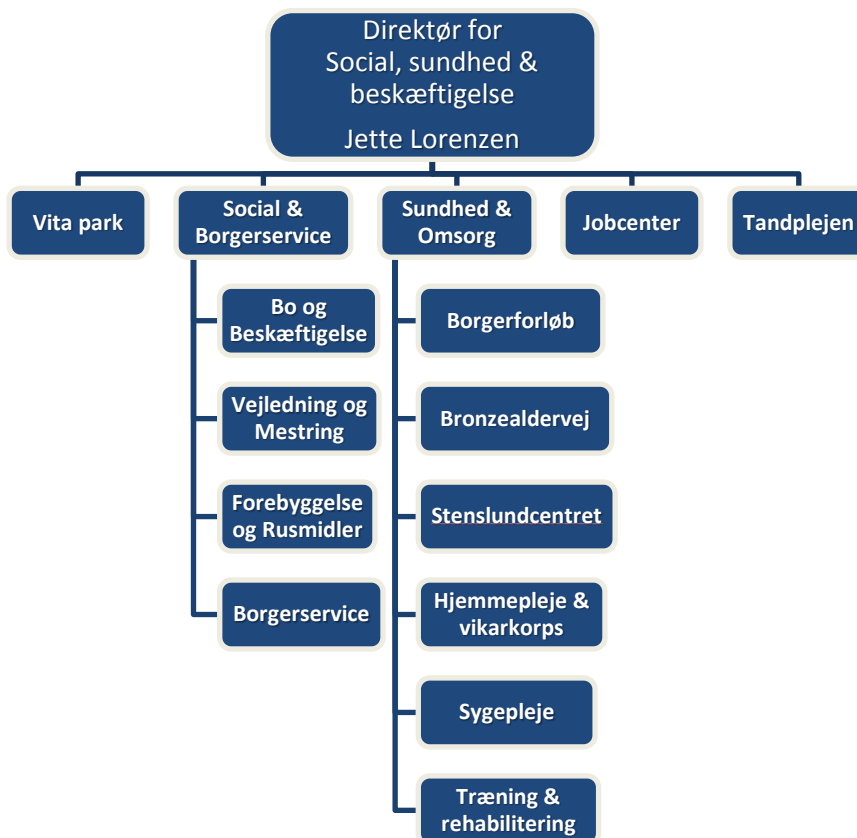 Direktør for
Social, sundhed &
beskæftigelse
Jette Lorenzen
Vita park
Social &
Borgerservice
Sundhed &
Omsorg
Jobcenter
Tandplejen
Bo og
Beskæftigelse
Vejledning og
Mestring
Forebyggelse
og Rusmidler
Borgerservice
Borgerforløb
Bronzealdervej
Stenslundcentret
Hjemmepleje &
vikarkorps
Sygepleje
Træning &
rehabilitering